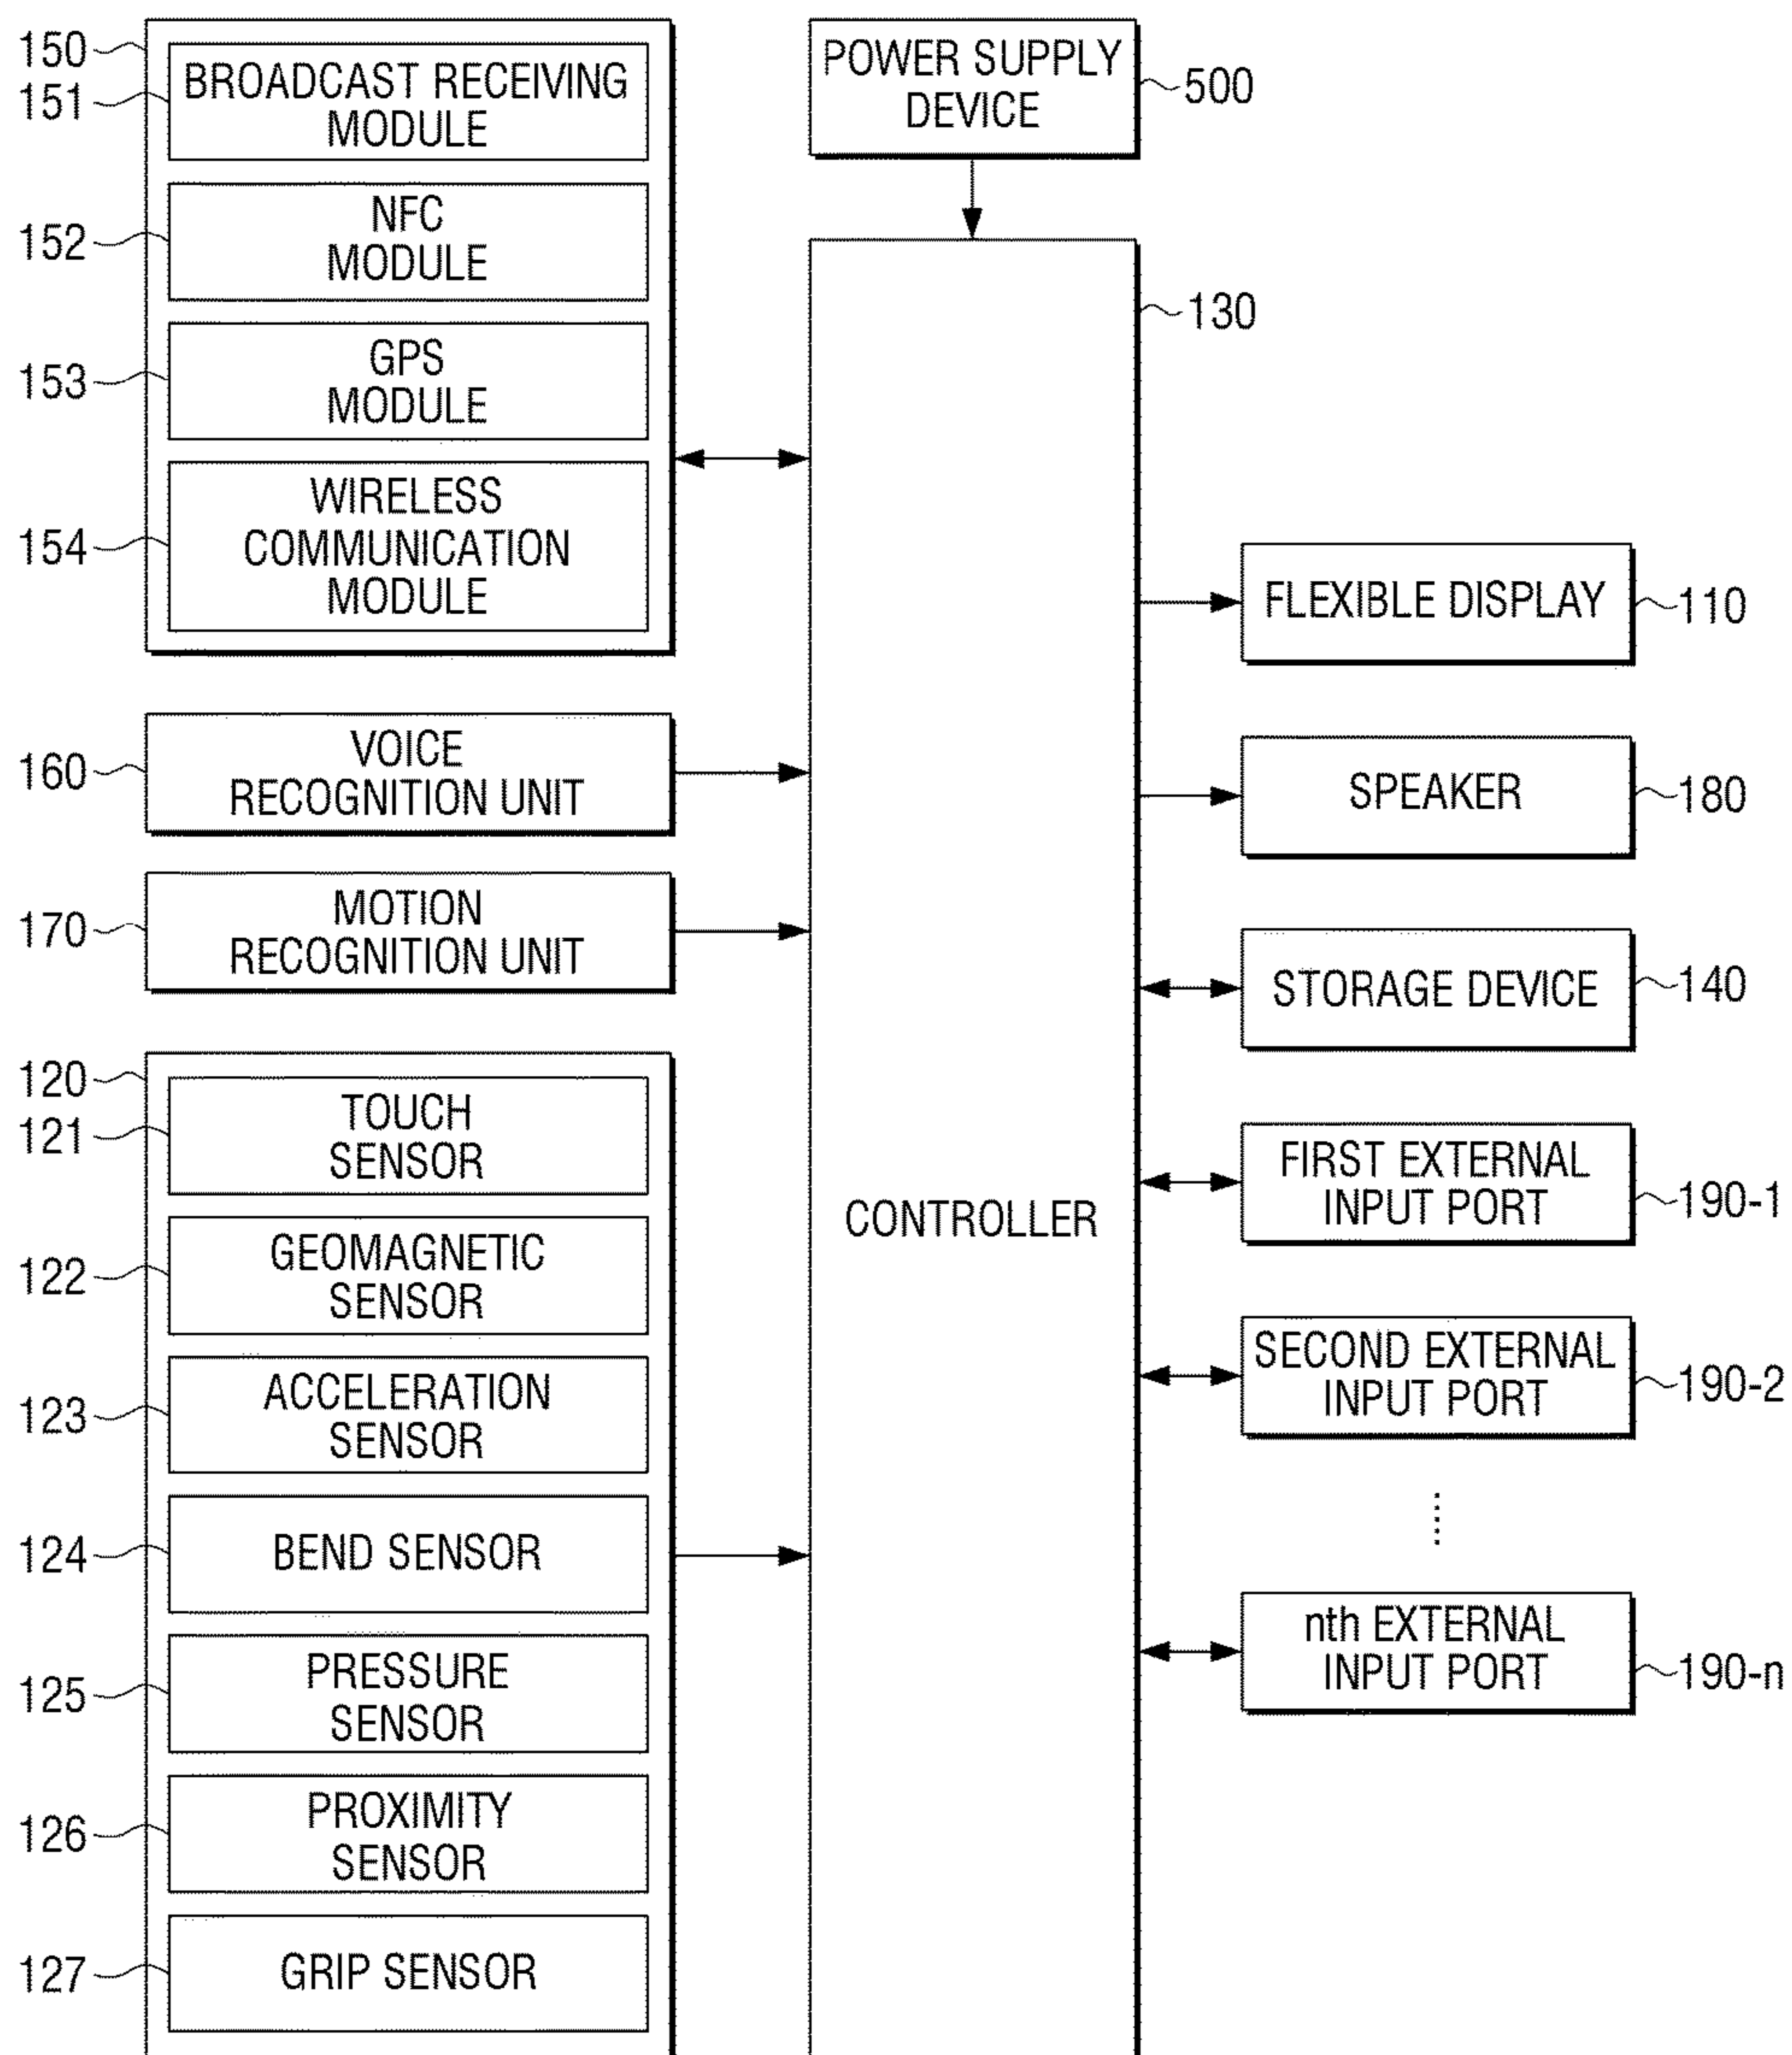 150
151
BROADCAST RECEIVING
MODULE
152
NFC
MODULE
153
GPS
MODULE
154
WIRELESS
COMMUNICATION
MODULE
160
VOICE
RECOGNITION UNIT
170
MOTION
RECOGNITION UNIT
120
121
TOUCH
SENSOR
122
GEOMAGNETIC
SENSOR
123
ACCELERATION
SENSOR
124
BEND SENSOR
125
PRESSURE
SENSOR
126
PROXIMITY
SENSOR
127
GRIP SENSOR
POWER SUPPLY
DEVICE
500
130
CONTROLLER
FLEXIBLE DISPLAY
110
SPEAKER
180
STORAGE DEVICE
140
FIRST EXTERNAL
INPUT PORT
190-1
SECOND EXTERNAL
INPUT PORT
190-2
nth EXTERNAL
INPUT PORT
190-n